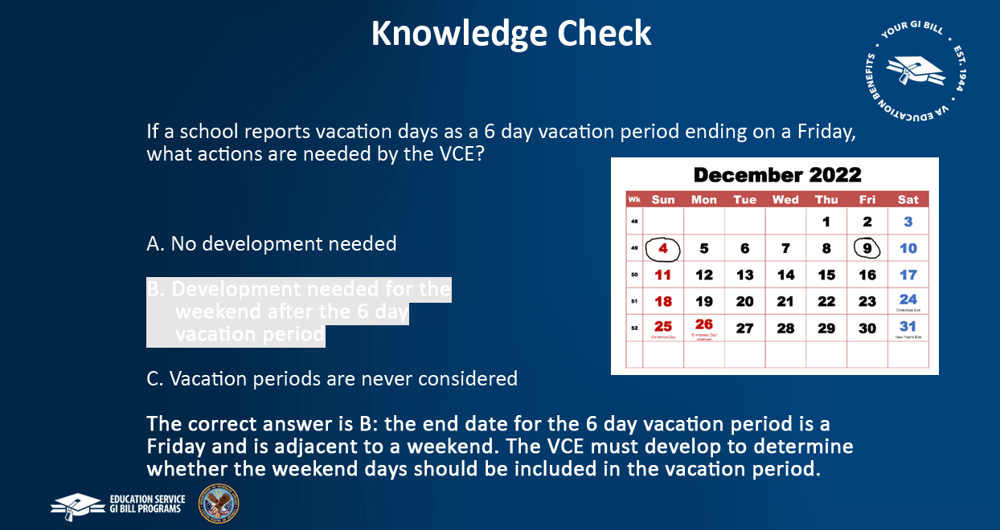 Knowledge Check
YOUR GI BILL • EST. 1944 • VA EDUCATION BENEFITS •
If a school reports vacation days as a 6 day vacation period ending on a Friday,
what actions are needed by the VCE?
December 2022
Wk Sun Mon Tue Wed Thu Fri Sat
48 1 2 3
49 4 5 6 7 8 9 10
50 11 12 13 14 15 16 17
51 18 19 20 21 22 23 24
Christmas Eve
52 25 26 27 28 29 30 31
Christmas Day "Christmas Day" observed New Year's Eve
A. No development needed
B. Development needed for the
weekend after the 6 day
vacation period
C. Vacation periods are never considered
The correct answer is B: the end date for the 6 day vacation period is a
Friday and is adjacent to a weekend. The VCE must develop to determine
whether the weekend days should be included in the vacation period.
EDUCATION SERVICE
GI BILL PROGRAMS